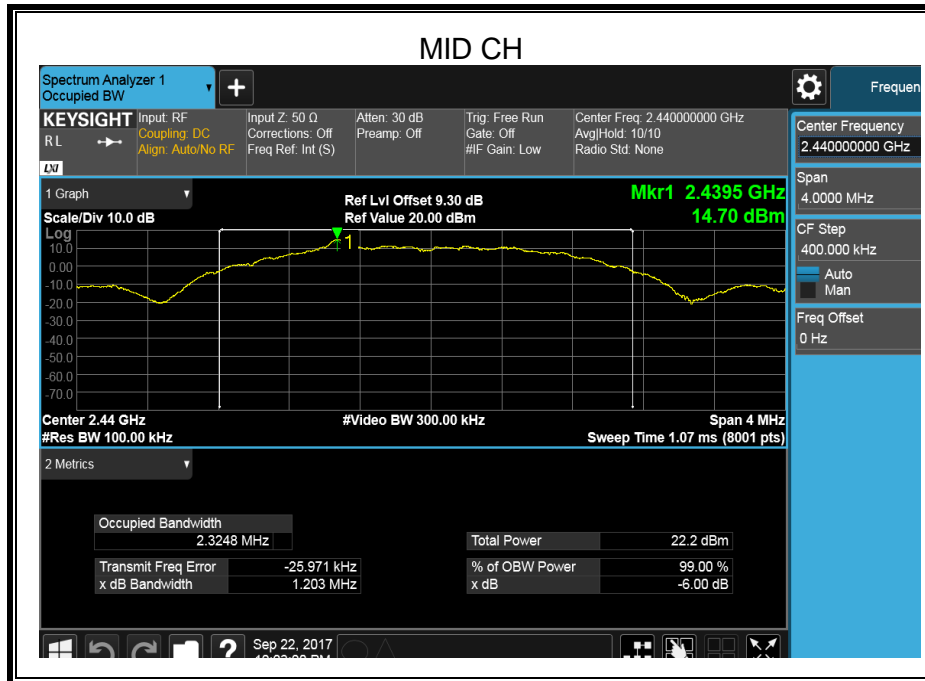 MID CH
Spectrum Analyzer 1
Occupied BW
+
Frequen
KEYSIGHT
R L
LXI
Input: RF
Coupling: DC
Align: Auto/No RF
Input Z: 50 Ω
Corrections: Off
Freq Ref: Int (S)
Atten: 30 dB
Preamp: Off
Trig: Free Run
Gate: Off
#IF Gain: Low
Center Freq: 2.440000000 GHz
Avg|Hold: 10/10
Radio Std: None
Center Frequency
2.440000000 GHz
Span
4.0000 MHz
CF Step
400.000 kHz
Auto
Man
Freq Offset
0 Hz
1 Graph
Scale/Div 10.0 dB
Ref Lvl Offset 9.30 dB
Ref Value 20.00 dBm
Mkr1 2.4395 GHz
14.70 dBm
Log
10.0
0.00
-10.0
-20.0
-30.0
-40.0
-50.0
-60.0
-70.0
1
Center 2.44 GHz
#Res BW 100.00 kHz
#Video BW 300.00 kHz
Span 4 MHz
Sweep Time 1.07 ms (8001 pts)
2 Metrics
Occupied Bandwidth
2.3248 MHz
Transmit Freq Error -25.971 kHz
x dB Bandwidth 1.203 MHz
Total Power 22.2 dBm
% of OBW Power 99.00 %
x dB -6.00 dB
?
Sep 22, 2017